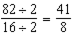 82 ÷ 2 / 16 ÷ 2 = 41 / 8